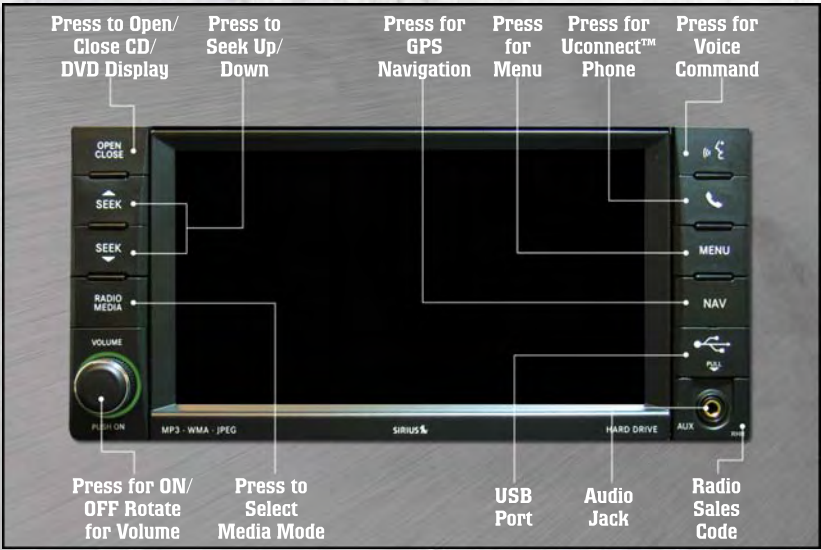 Press to Open/
Close CD/
DVD Display
Press to
Seek Up/
Down
Press for
GPS
Navigation
Press
for
Menu
Press for
Uconnect™
Phone
Press for
Voice
Command
OPEN
CLOSE
SEEK
SEEK
RADIO
MEDIA
VOLUME
PUSH ON
MENU
NAV
PULL
MP3 - WMA - JPEG
SIRIUS
HARD DRIVE
AUX
RHR
Press for ON/
OFF Rotate
for Volume
Press to
Select
Media Mode
USB
Port
Audio
Jack
Radio
Sales
Code